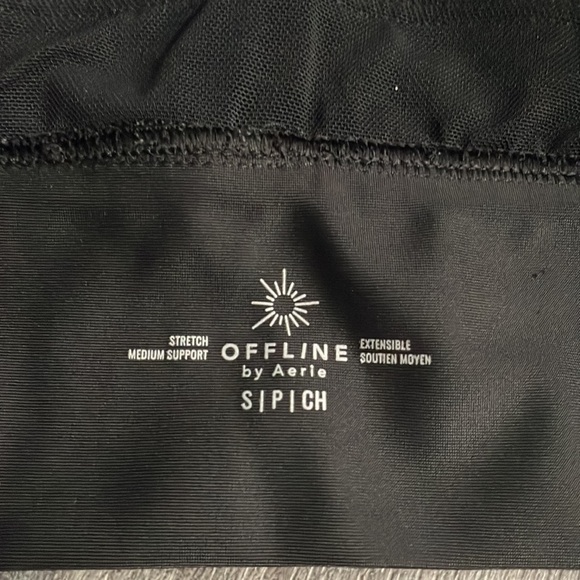 STRETCH
MEDIUM SUPPORT
OFFLINE
by Aerie
S|P|CH
EXTENSIBLE
SOUTIEN MOYEN